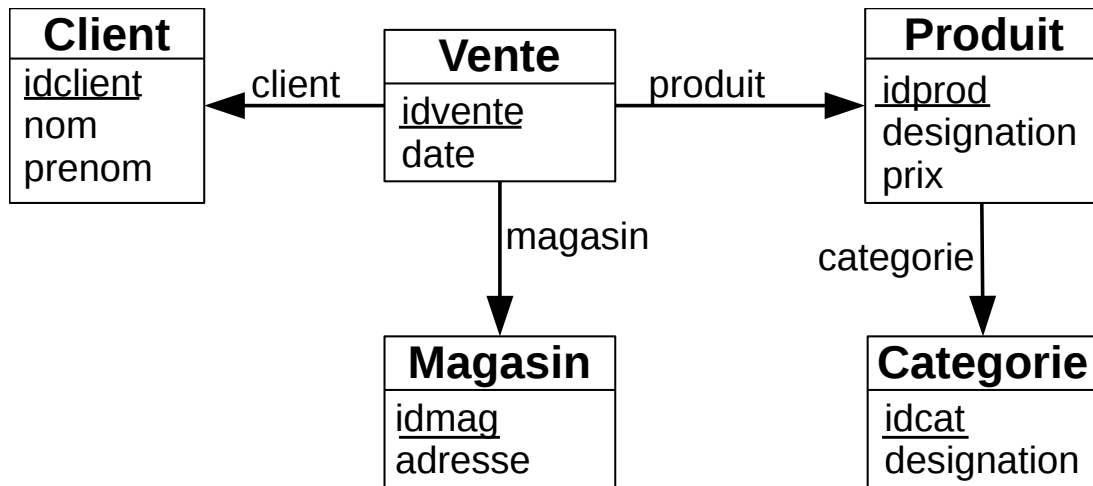 Client
idclient
nom
prenom
client
Vente
idvente
date
produit
Produit
idprod
designation
prix
magasin
categorie
Magasin
idmag
adresse
Categorie
idcat
designation